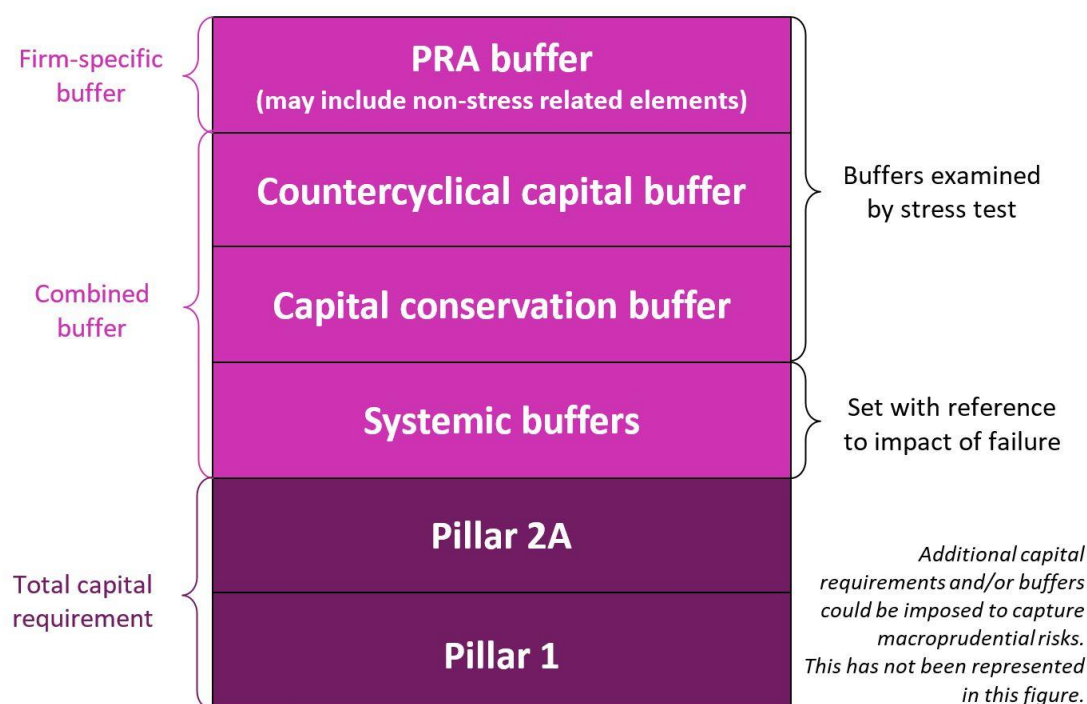 Firm-specific
buffer
PRA buffer
(may include non-stress related elements)
Countercyclical capital buffer
Buffers examined
by stress test
Combined
buffer
Capital conservation buffer
Systemic buffers
Set with reference
to impact of failure
Total capital
requirement
Pillar 2A
Pillar 1
Additional capital
requirements and/or buffers
could be imposed to capture
macroprudential risks.
This has not been represented
in this figure.